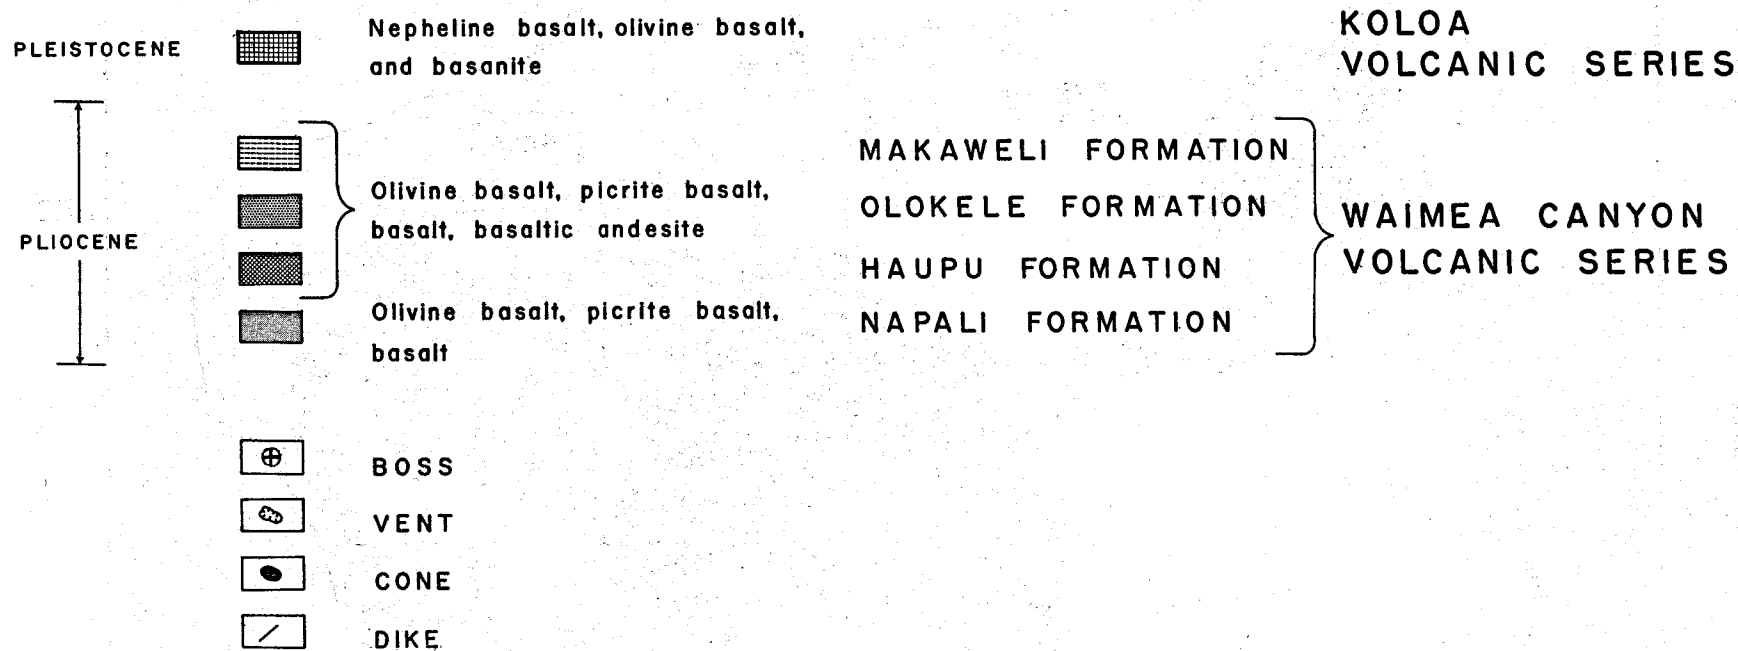 PLEISTOCENE
Nepheline basalt, olivine basalt,
and basanite
KOLOA
VOLCANIC SERIES
PLIOCENE
Olivine basalt, picrite basalt,
basalt, basaltic andesite
Olivine basalt, picrite basalt,
basalt
MAKAWELI FORMATION
OLOKELE FORMATION
HAUPU FORMATION
NAPALI FORMATION
WAIMEA CANYON
VOLCANIC SERIES
BOSS
VENT
CONE
DIKE